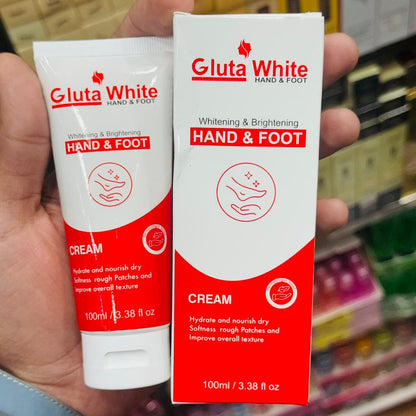 Gluta White
HAND & FOOT
Whitening & Brightening
HAND & FOOT
CREAM
Hydrate and nourish dry
Softness rough Patches and
improve overall texture
100ml / 3.38 fl oz
Gluta White
HAND & FOOT
Whitening & Brightening
HAND & FOOT
CREAM
Hydrate and nourish dry
Softness rough Patches and
improve overall texture
100ml / 3.38 fl oz